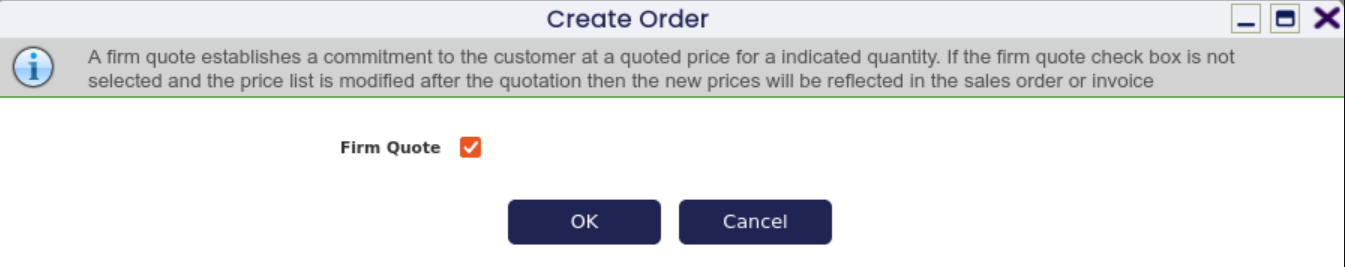 Create Order
A firm quote establishes a commitment to the customer at a quoted price for a indicated quantity. If the firm quote check box is not
selected and the price list is modified after the quotation then the new prices will be reflected in the sales order or invoice
Firm Quote
OK Cancel